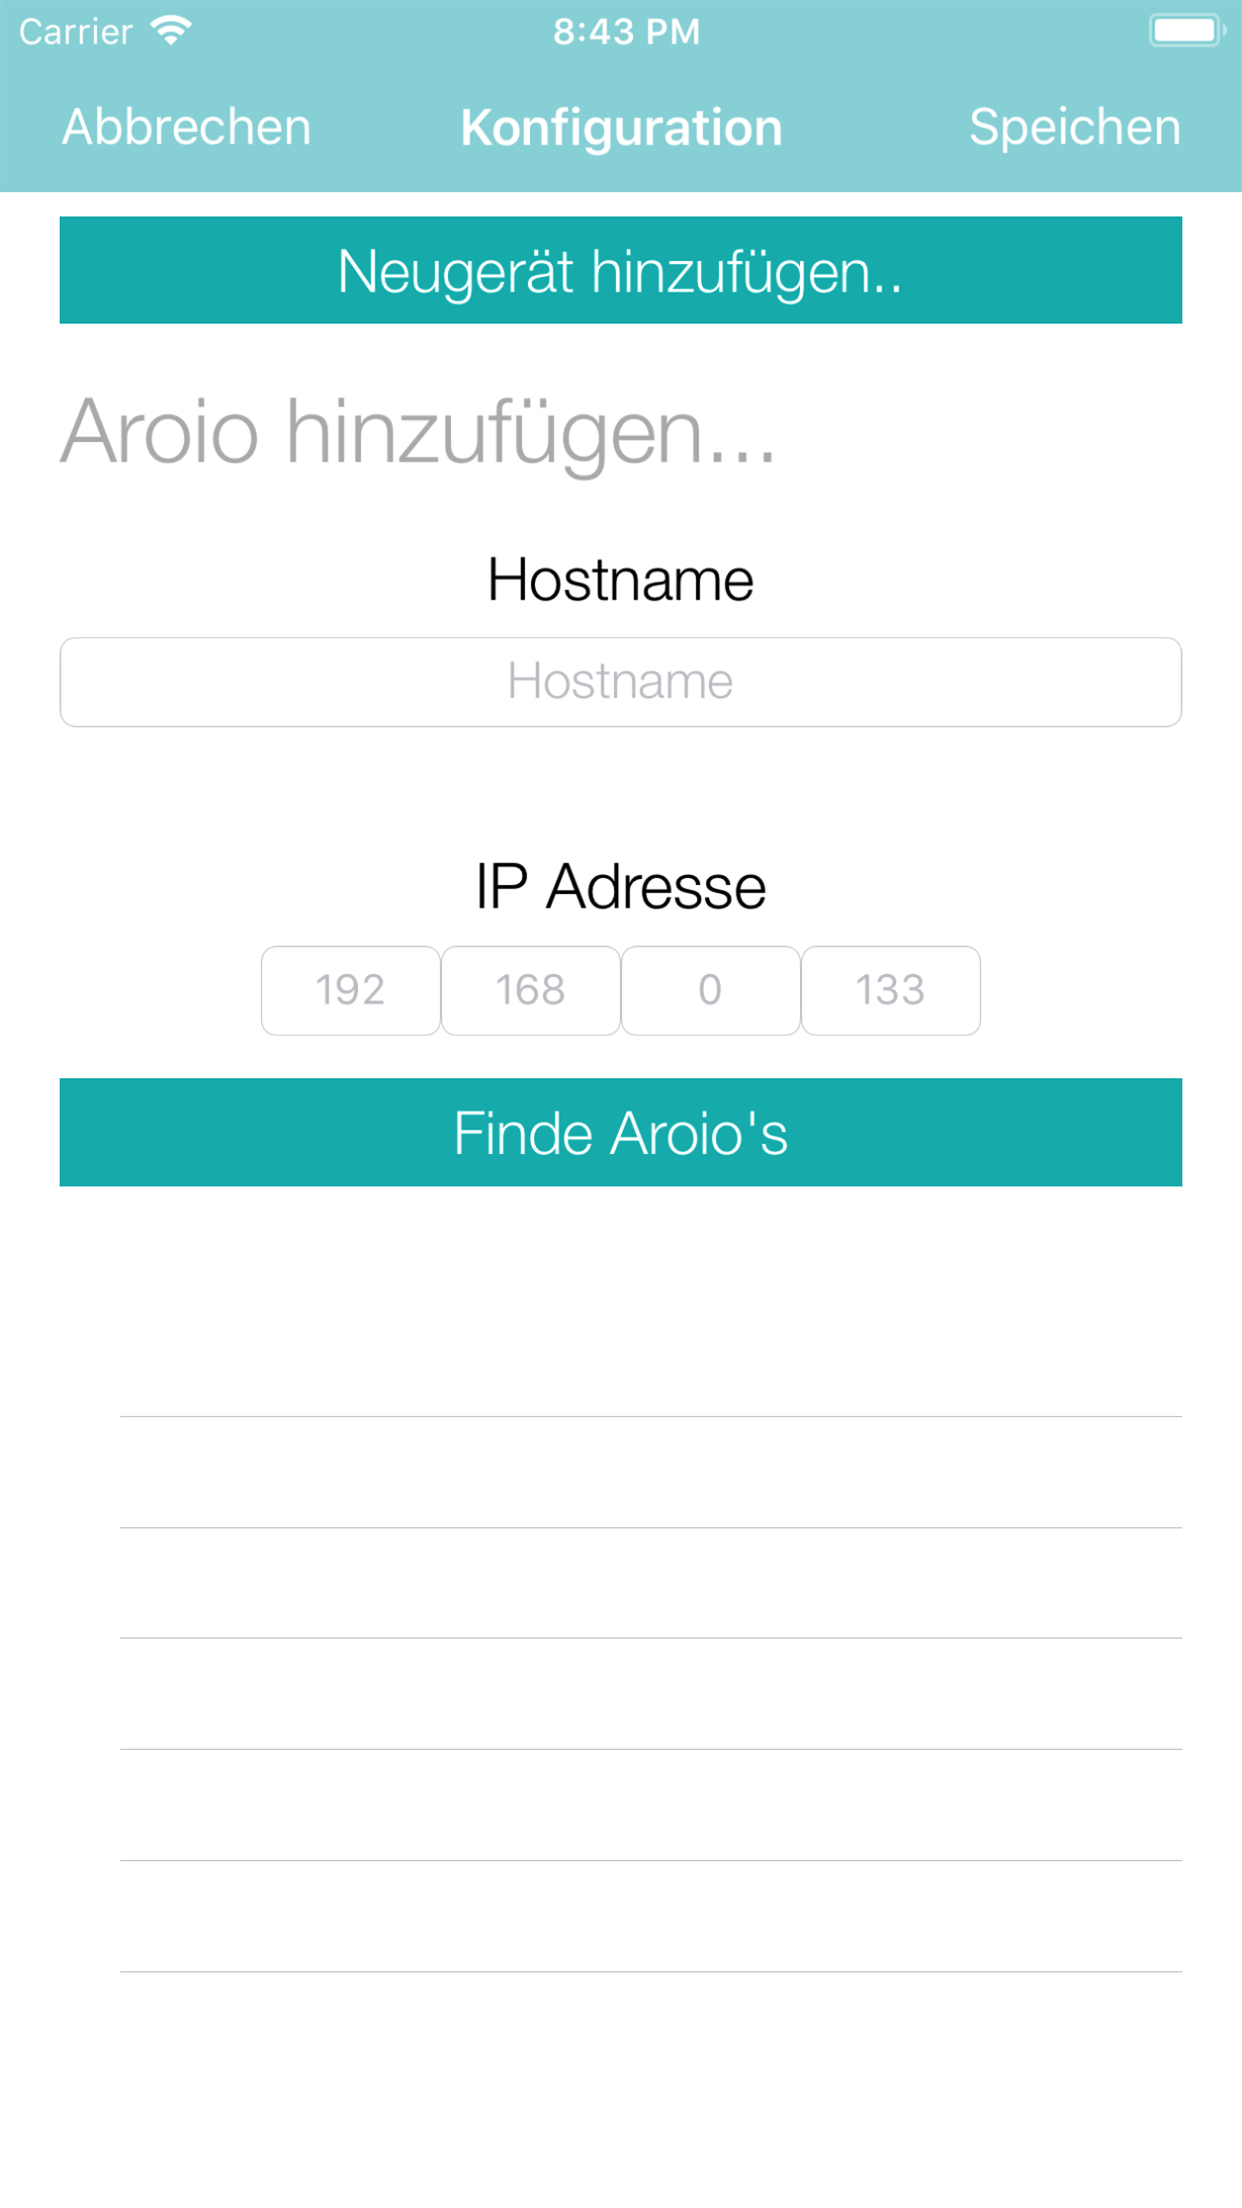 Carrier 8:43 PM
Abbrechen Konfiguration Speichen
Neugerät hinzufügen..
Aroio hinzufügen...
Hostname
Hostname
IP Adresse
192 168 0 133
Finde Aroio's